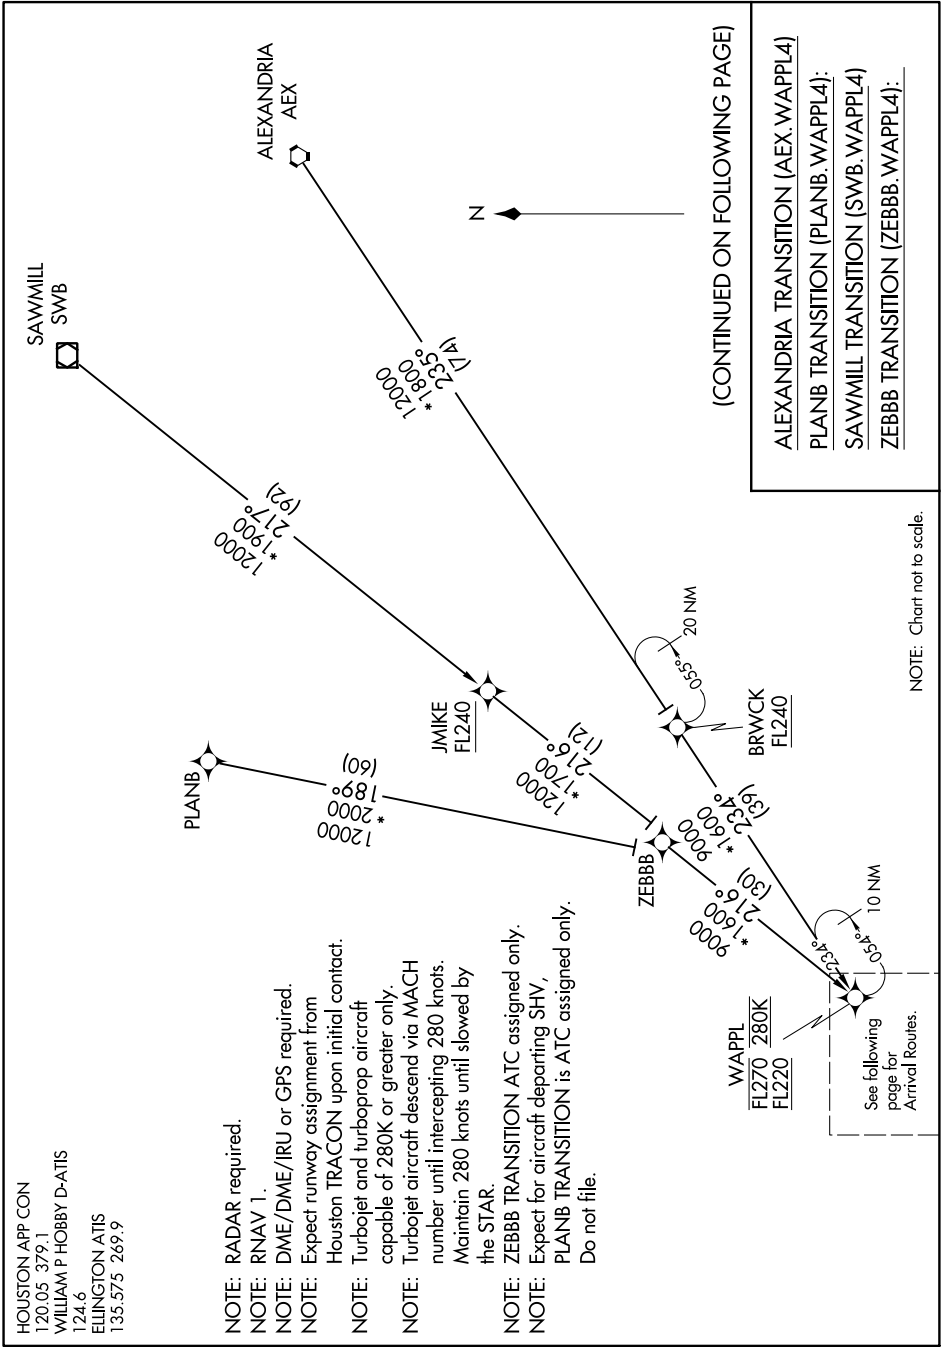 HOUSTON APP CON
120.05 379.1
WILLIAM P HOBBY D-ATIS
124.6
ELLINGTON ATIS
135.575 269.9
SAWMILL
SWB
ALEXANDRIA
AEX
PLANB
12000
*1900
217°
(92)
12000
*1800
235°
(74)
N
12000
*2000
189°
(60)
JMIKE
FL240
12000
*1700
216°
(12)
ZEBBB
9000
*1600
216°
(30)
9000
*1600
234°
(39)
055°
20 NM
BRWCK
FL240
234°
054°
10 NM
WAPPL
FL270 280K
FL220
See following
page for
Arrival Routes.
NOTE: RADAR required.
NOTE: RNAV 1.
NOTE: DME/DME/IRU or GPS required.
NOTE: Expect runway assignment from
Houston TRACON upon initial contact.
NOTE: Turbojet and turboprop aircraft
capable of 280K or greater only.
NOTE: Turbojet aircraft descend via MACH
number until intercepting 280 knots.
Maintain 280 knots until slowed by
the STAR.
NOTE: ZEBBB TRANSITION ATC assigned only.
NOTE: Expect for aircraft departing SHV,
PLANB TRANSITION is ATC assigned only.
Do not file.
(CONTINUED ON FOLLOWING PAGE)
ALEXANDRIA TRANSITION (AEX.WAPPL4)
PLANB TRANSITION (PLANB.WAPPL4):
SAWMILL TRANSITION (SWB.WAPPL4)
ZEBBB TRANSITION (ZEBBB.WAPPL4):
NOTE: Chart not to scale.